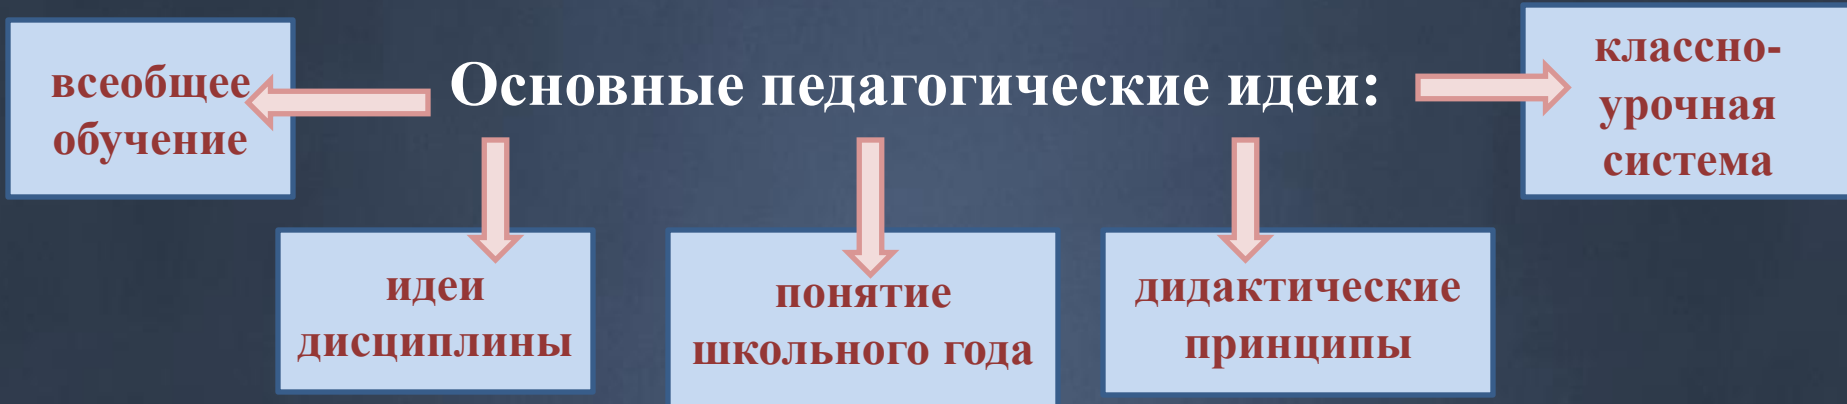 Основные педагогические идеи:
всеобщее
обучение
идеи
дисциплины
понятие
школьного года
дидактические
принципы
классно-
урочная
система